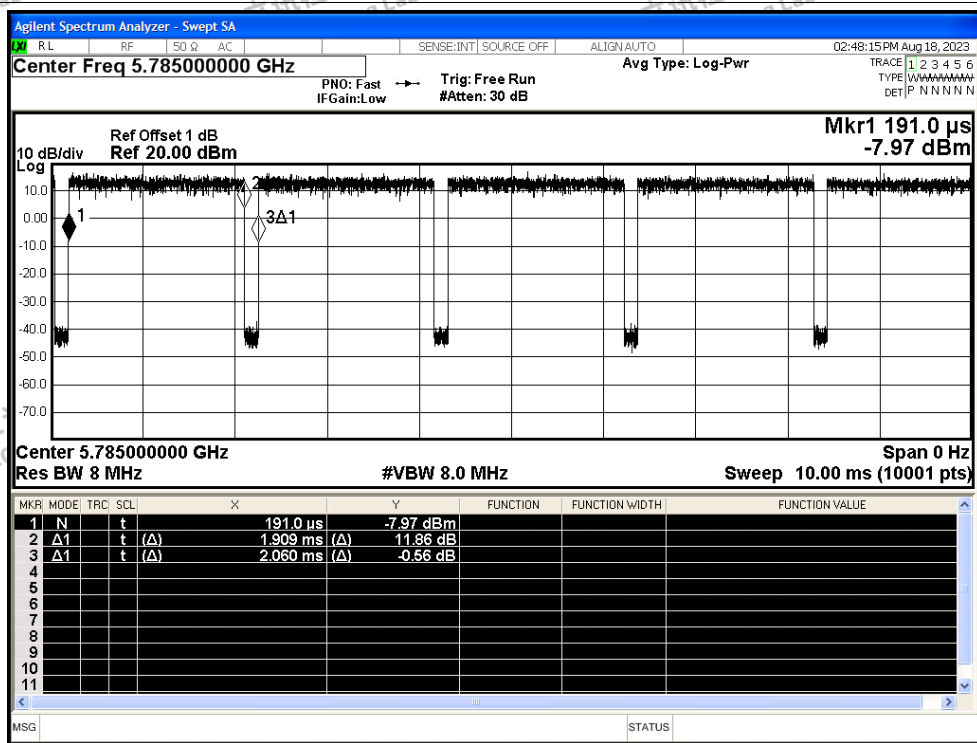 Agilent Spectrum Analyzer - Swept SA
LXI RL RF 50 Ω AC SENSE:INT SOURCE OFF ALIGN AUTO 02:48:15 PM Aug 18, 2023
Center Freq 5.785000000 GHz
PNO: Fast
IFGain:Low
Trig: Free Run
#Atten: 30 dB
Avg Type: Log-Pwr
TRACE 1 2 3 4 5 6
TYPE W
DET P N N N N N
Mkr1 191.0 µs
-7.97 dBm
Ref Offset 1 dB
10 dB/div Ref 20.00 dBm
Log
10.0
0.00
-10.0
-20.0
-30.0
-40.0
-50.0
-60.0
-70.0
1
2
3Δ1
Center 5.785000000 GHz Span 0 Hz
Res BW 8 MHz #VBW 8.0 MHz Sweep 10.00 ms (10001 pts)
MKR MODE TRC SCL X Y FUNCTION FUNCTION WIDTH FUNCTION VALUE
1 N t 191.0 µs -7.97 dBm
2 Δ1 t (Δ) 1.909 ms (Δ) 11.86 dB
3 Δ1 t (Δ) 2.060 ms (Δ) -0.56 dB
4
5
6
7
8
9
10
11
MSG STATUS